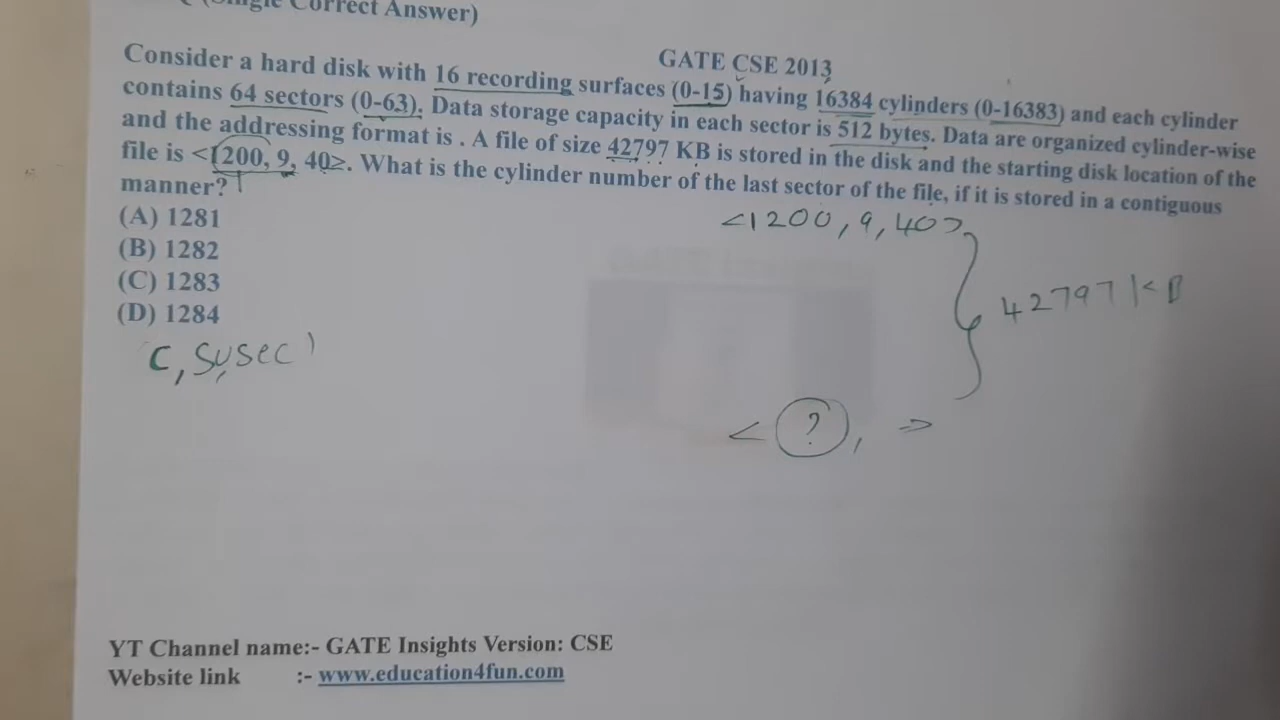 (Single Correct Answer)
GATE CSE 2013
Consider a hard disk with 16 recording surfaces (0-15) having 16384 cylinders (0-16383) and each cylinder
contains 64 sectors (0-63). Data storage capacity in each sector is 512 bytes. Data are organized cylinder-wise
and the addressing format is . A file of size 42797 KB is stored in the disk and the starting disk location of the
file is <1200, 9, 40>. What is the cylinder number of the last sector of the file, if it is stored in a contiguous
manner?
<1200, 9, 40>
(A) 1281
(B) 1282
(C) 1283
(D) 1284
42797 KB
C, Su, sec
< ?, >
YT Channel name:- GATE Insights Version: CSE
Website link :- www.education4fun.com